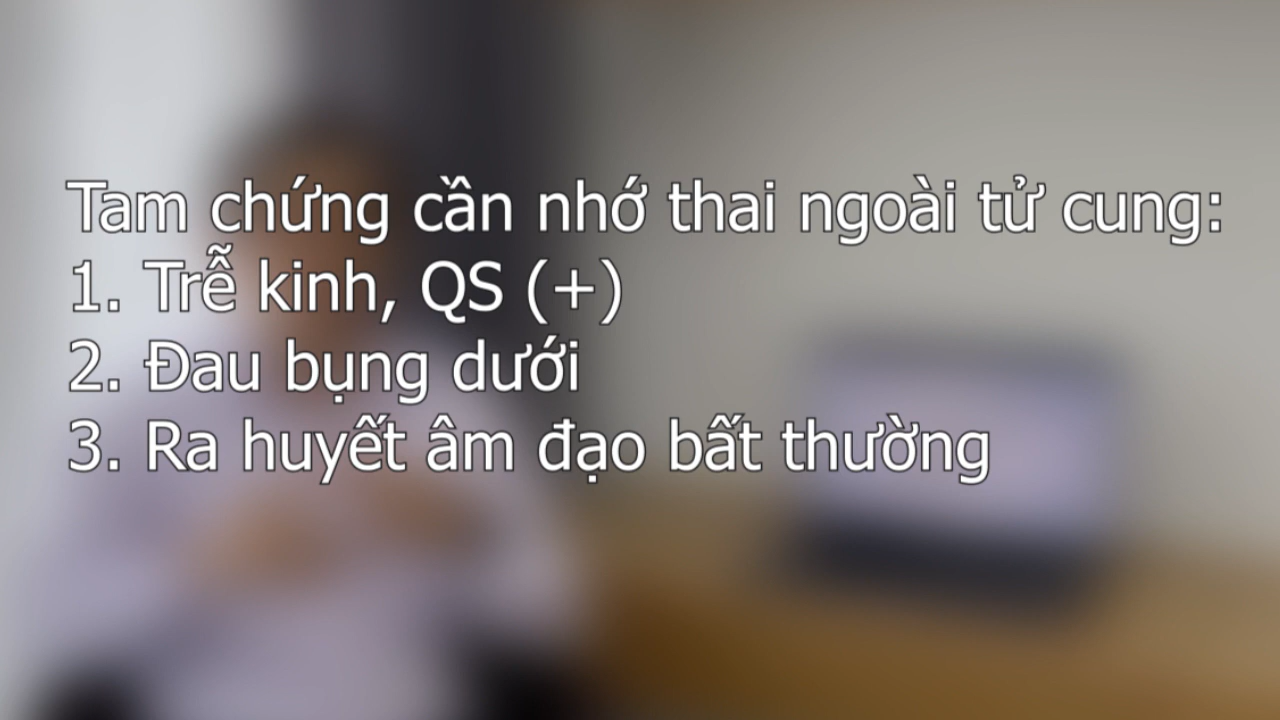 Tam chứng cần nhớ thai ngoài tử cung:
1. Trễ kinh, QS (+)
2. Đau bụng dưới
3. Ra huyết âm đạo bất thường